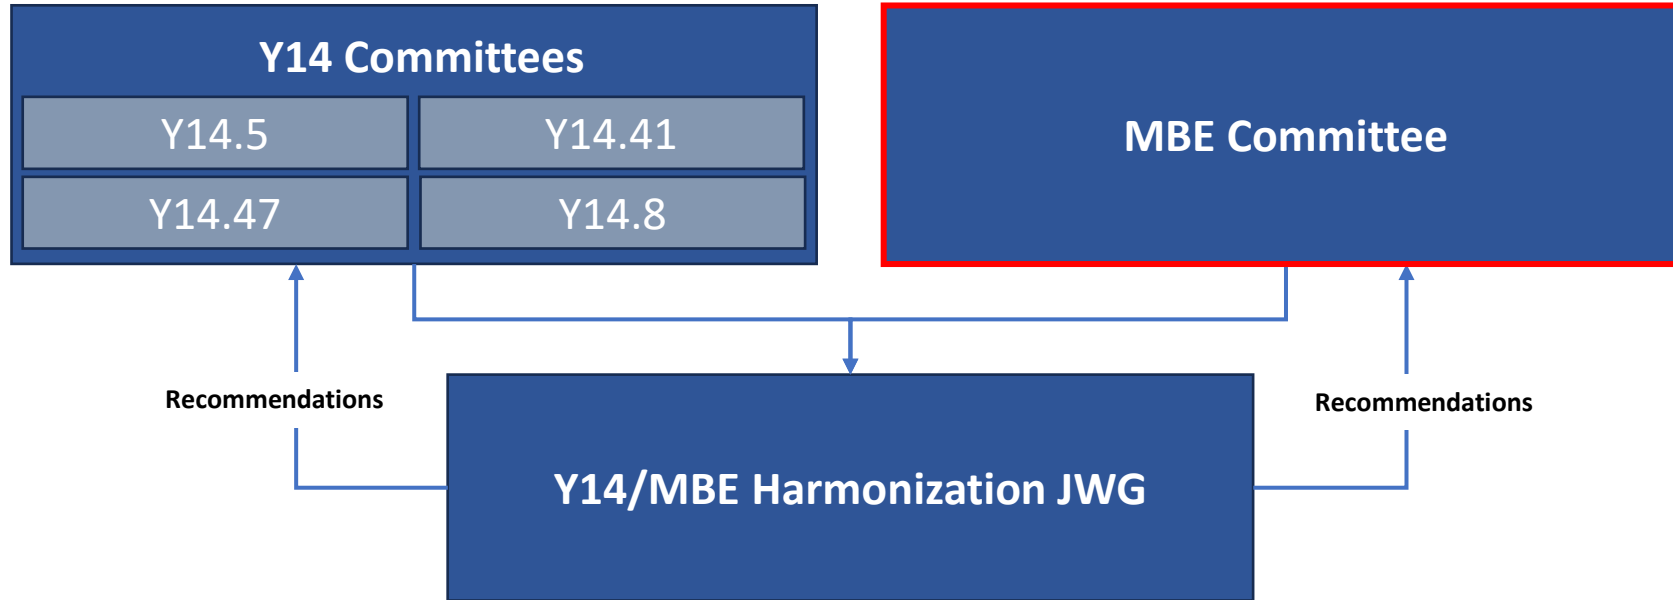 Y14 Committees
Y14.5
Y14.41
Y14.47
Y14.8
MBE Committee
Recommendations
Recommendations
Y14/MBE Harmonization JWG